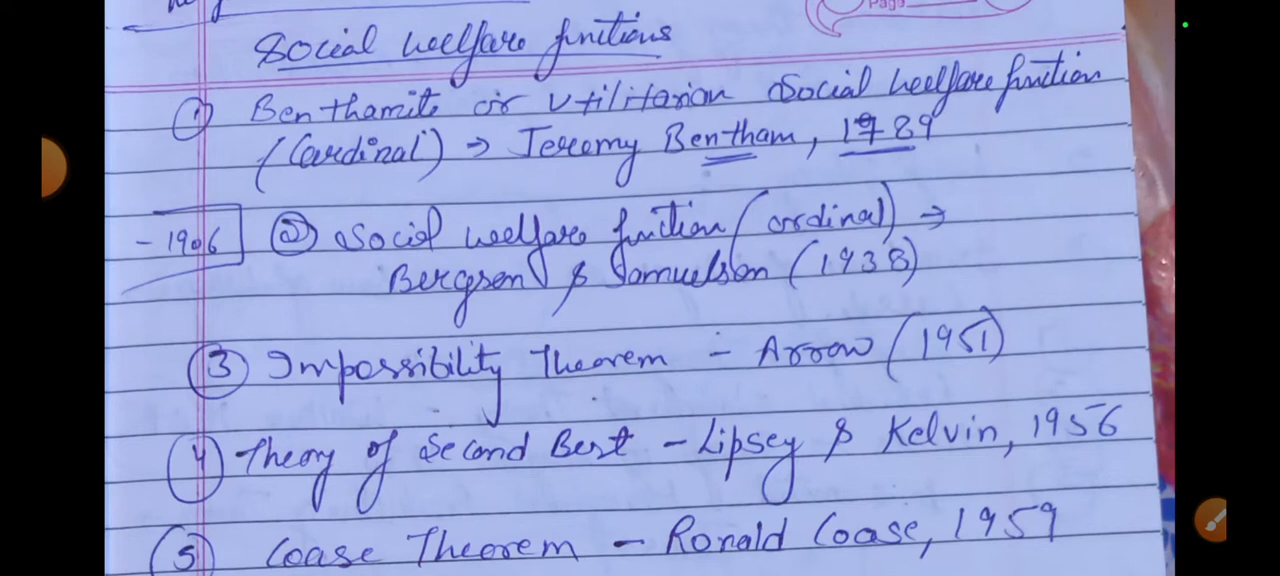 Page
Social welfare functions
① Benthamite or Utilitarian Social welfare function
(Cardinal) → Jeremy Bentham, 1789
-1906 ② Social welfare function (ordinal) →
Bergson & Samuelson (1938)
③ Impossibility Theorem - Arrow (1951)
④ Theory of Second Best - Lipsey & Kelvin, 1956
⑤ Coase Theorem - Ronald Coase, 1959